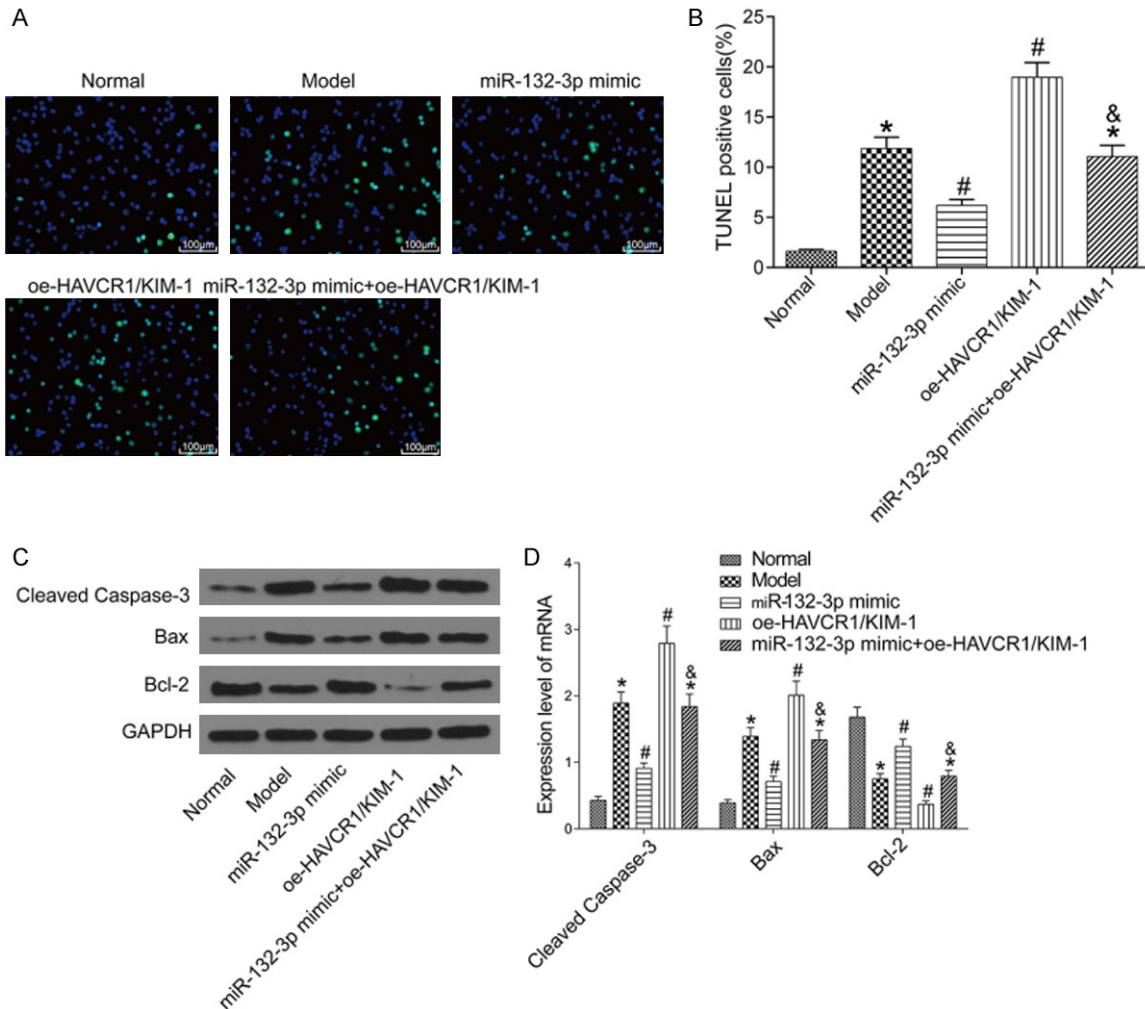 A
Normal
Model
miR-132-3p mimic
100μm
100μm
100μm
oe-HAVCR1/KIM-1
miR-132-3p mimic+oe-HAVCR1/KIM-1
100μm
100μm
B
TUNEL positive cells(%)
25
20
15
10
5
0
*
#
#
&
*
Normal
Model
miR-132-3p mimic
oe-HAVCR1/KIM-1
miR-132-3p mimic+oe-HAVCR1/KIM-1
C
Cleaved Caspase-3
Bax
Bcl-2
GAPDH
Normal
Model
miR-132-3p mimic
oe-HAVCR1/KIM-1
miR-132-3p mimic+oe-HAVCR1/KIM-1
D
Expression level of mRNA
4
3
2
1
0
Normal
Model
miR-132-3p mimic
oe-HAVCR1/KIM-1
miR-132-3p mimic+oe-HAVCR1/KIM-1
*
#
#
&
*
*
#
#
&
*
*
#
#
&
*
Cleaved Caspase-3
Bax
Bcl-2